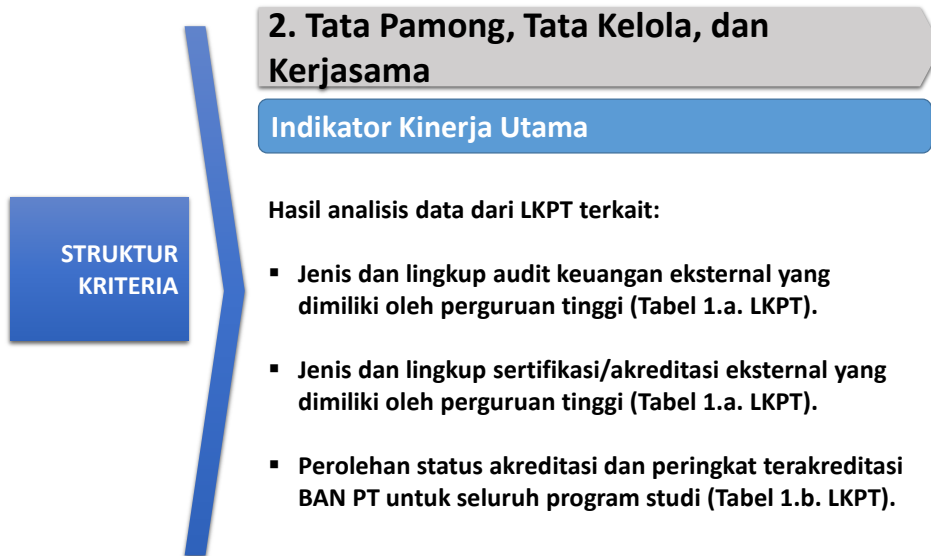 2. Tata Pamong, Tata Kelola, dan
Kerjasama
Indikator Kinerja Utama
STRUKTUR
KRITERIA
Hasil analisis data dari LKPT terkait:
▪ Jenis dan lingkup audit keuangan eksternal yang
dimiliki oleh perguruan tinggi (Tabel 1.a. LKPT).
▪ Jenis dan lingkup sertifikasi/akreditasi eksternal yang
dimiliki oleh perguruan tinggi (Tabel 1.a. LKPT).
▪ Perolehan status akreditasi dan peringkat terakreditasi
BAN PT untuk seluruh program studi (Tabel 1.b. LKPT).